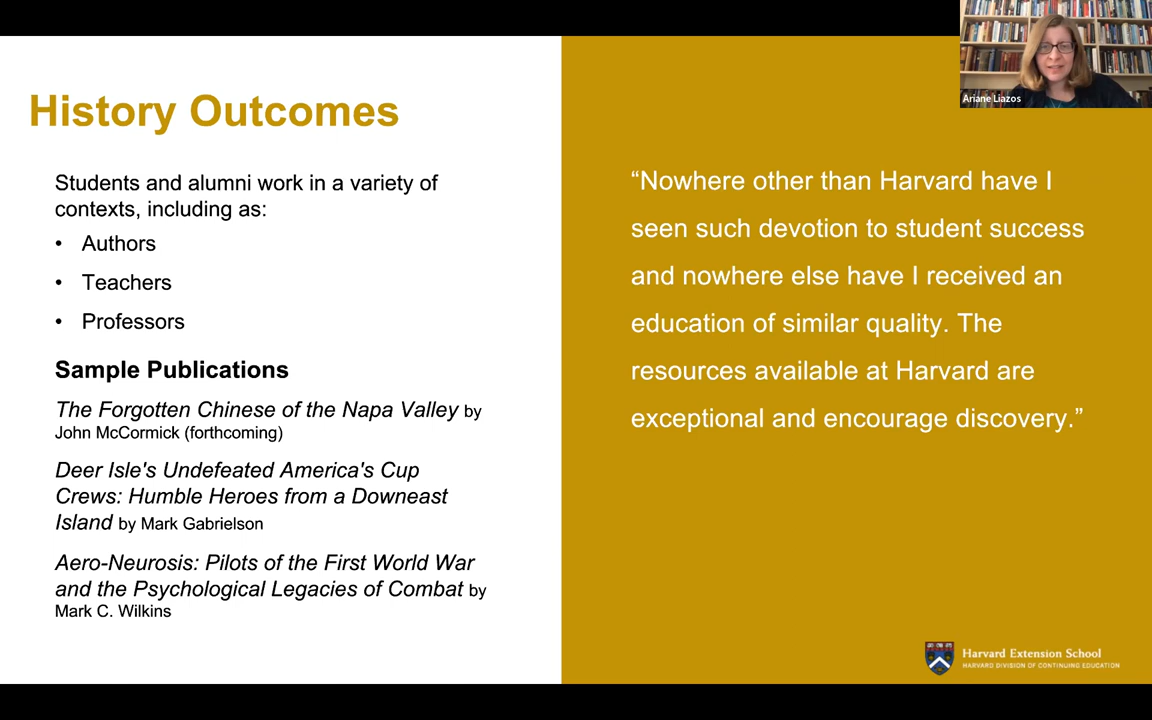 Ariane Liazos
History Outcomes
Students and alumni work in a variety of
contexts, including as:
• Authors
• Teachers
• Professors
Sample Publications
The Forgotten Chinese of the Napa Valley by
John McCormick (forthcoming)
Deer Isle's Undefeated America's Cup
Crews: Humble Heroes from a Downeast
Island by Mark Gabrielson
Aero-Neurosis: Pilots of the First World War
and the Psychological Legacies of Combat by
Mark C. Wilkins
“Nowhere other than Harvard have I
seen such devotion to student success
and nowhere else have I received an
education of similar quality. The
resources available at Harvard are
exceptional and encourage discovery.”
Harvard Extension School
HARVARD DIVISION OF CONTINUING EDUCATION